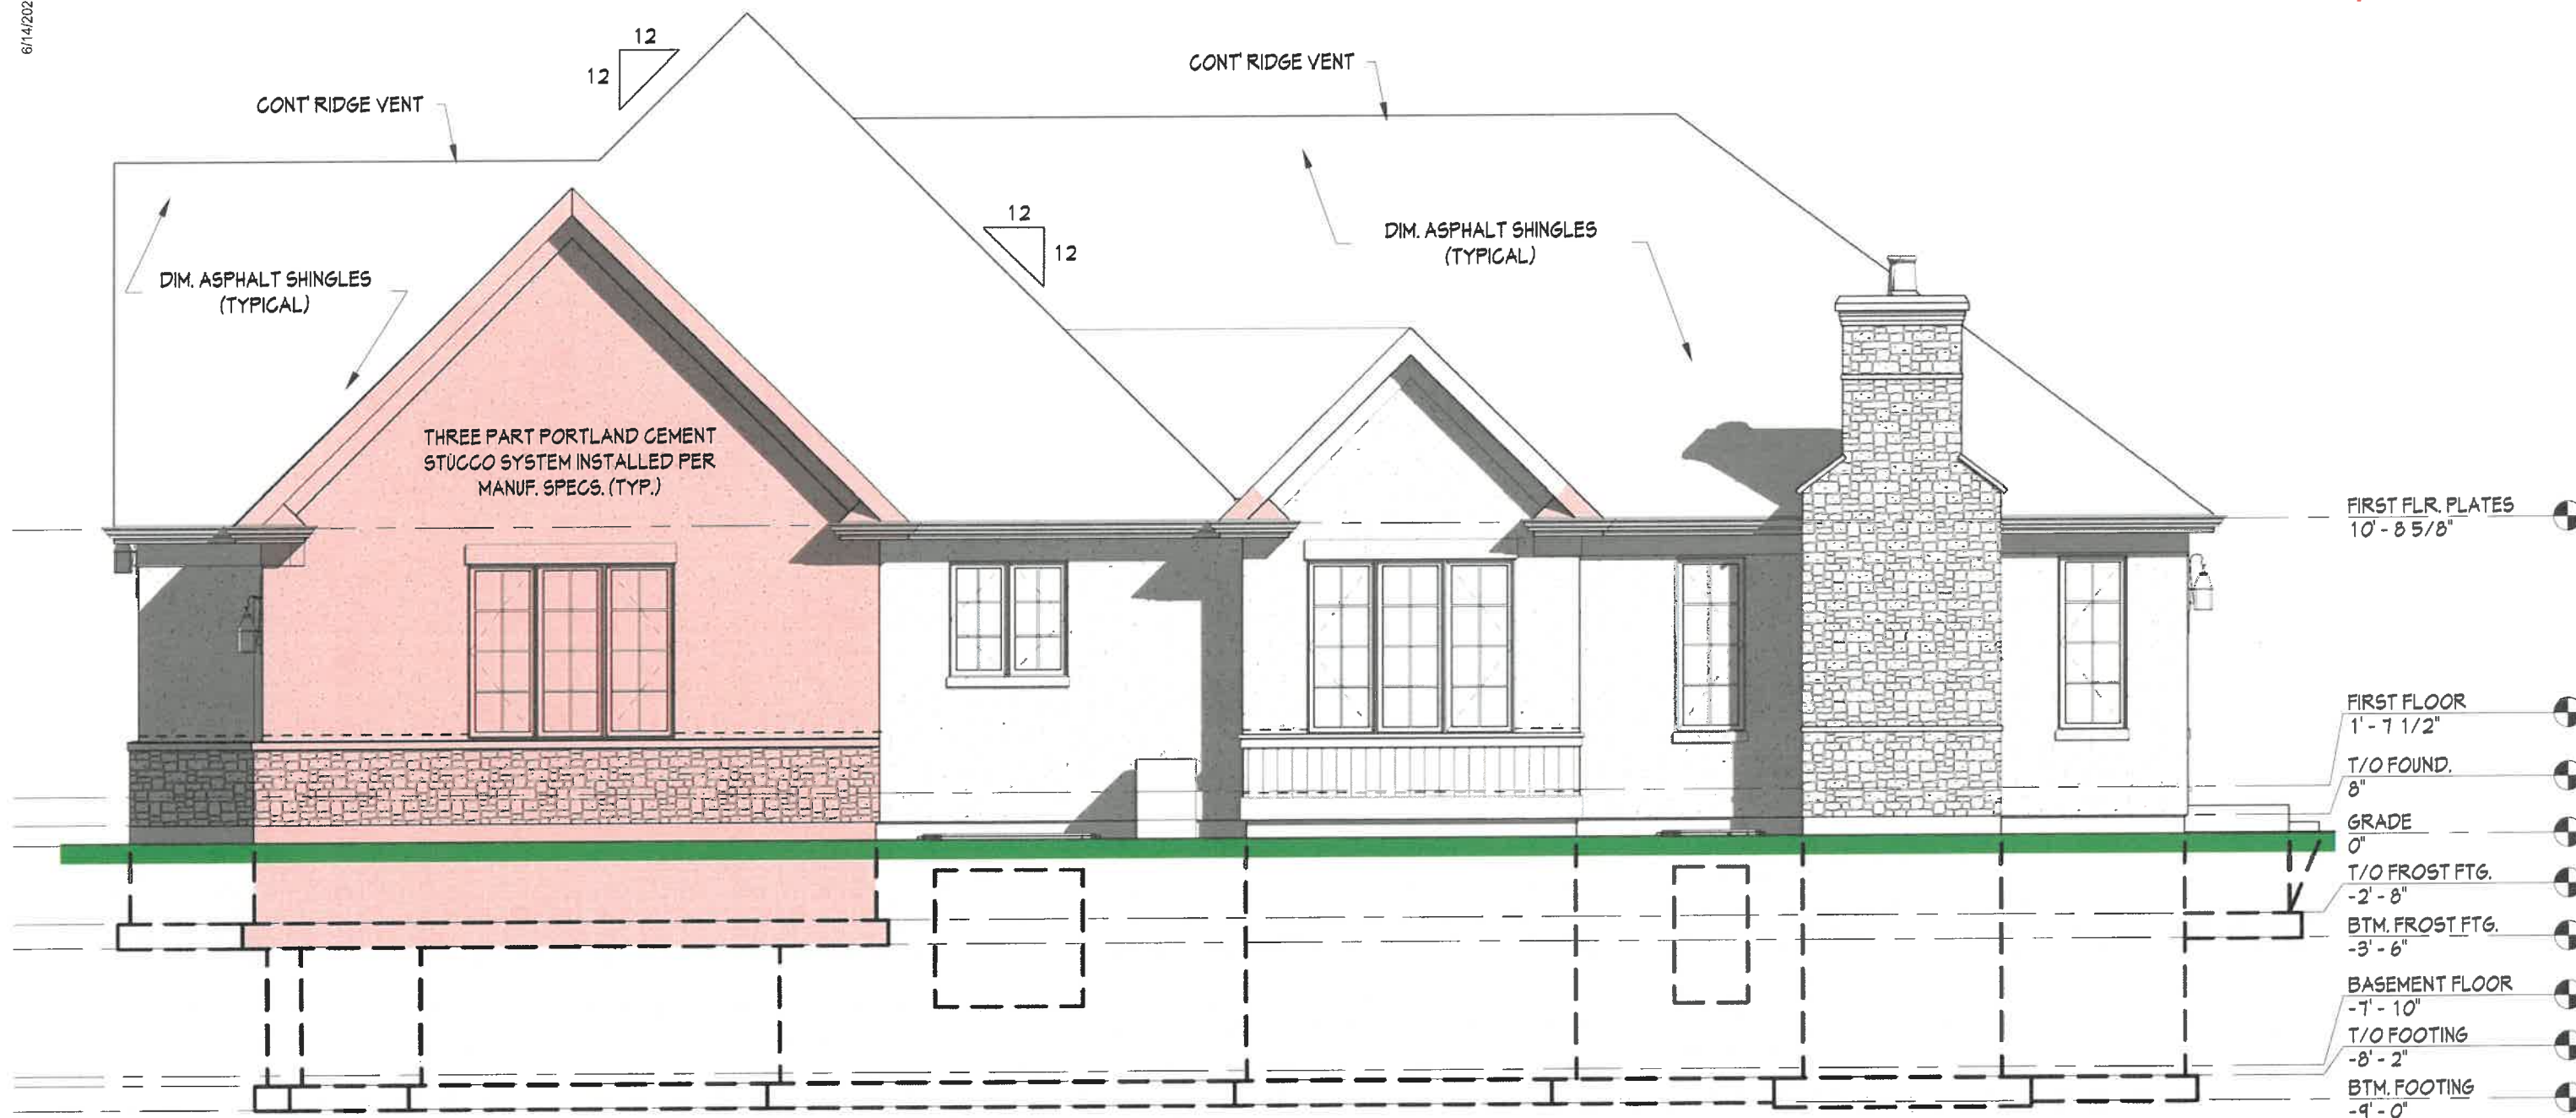 6/14/202
12
12
CONT' RIDGE VENT
CONT' RIDGE VENT
12
12
DIM. ASPHALT SHINGLES
(TYPICAL)
DIM. ASPHALT SHINGLES
(TYPICAL)
THREE PART PORTLAND CEMENT
STUCCO SYSTEM INSTALLED PER
MANUF. SPECS. (TYP.)
FIRST FLR. PLATES
10' - 8 5/8"
FIRST FLOOR
1' - 7 1/2"
T/O FOUND.
8"
GRADE
0"
T/O FROST FTG.
-2' - 8"
BTM. FROST FTG.
-3' - 6"
BASEMENT FLOOR
-7' - 10"
T/O FOOTING
-8' - 2"
BTM. FOOTING
-9' - 0"